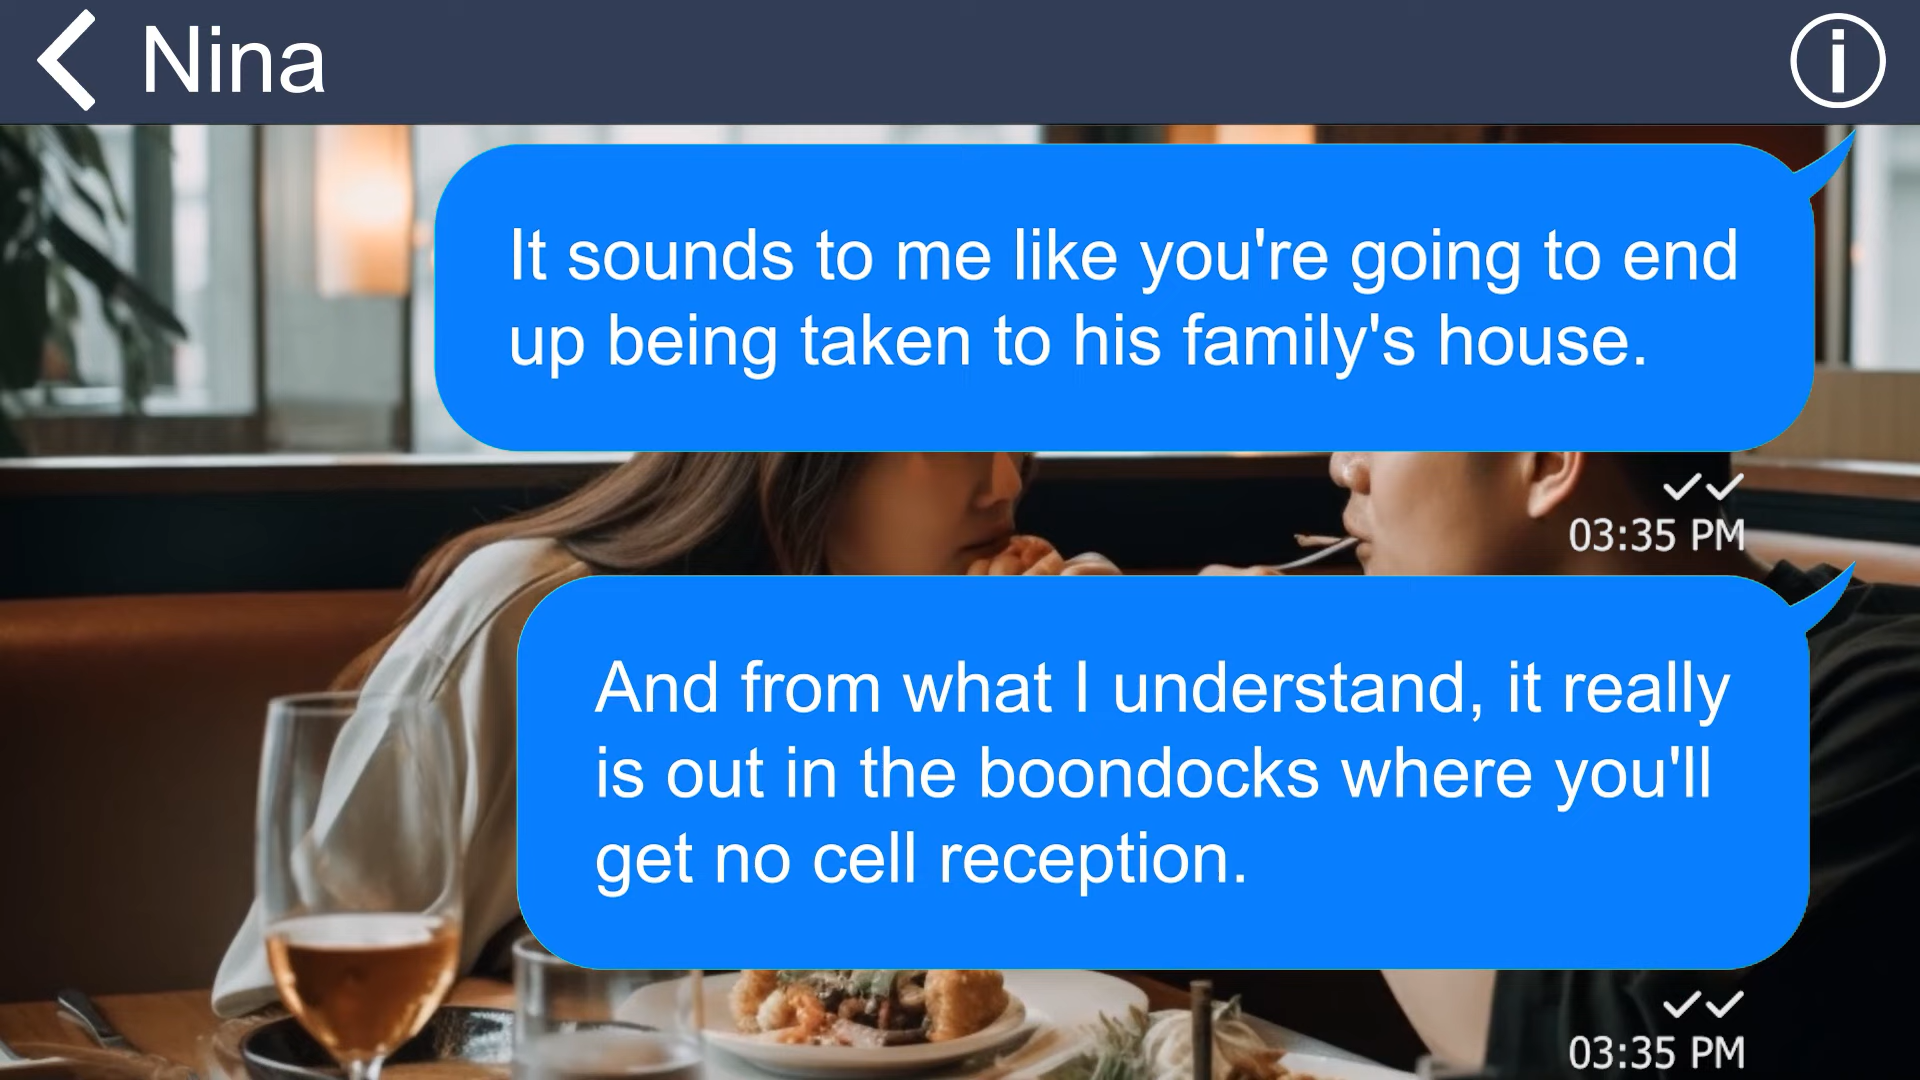 Nina
It sounds to me like you're going to end
up being taken to his family's house.
03:35 PM
And from what I understand, it really
is out in the boondocks where you'll
get no cell reception.
03:35 PM